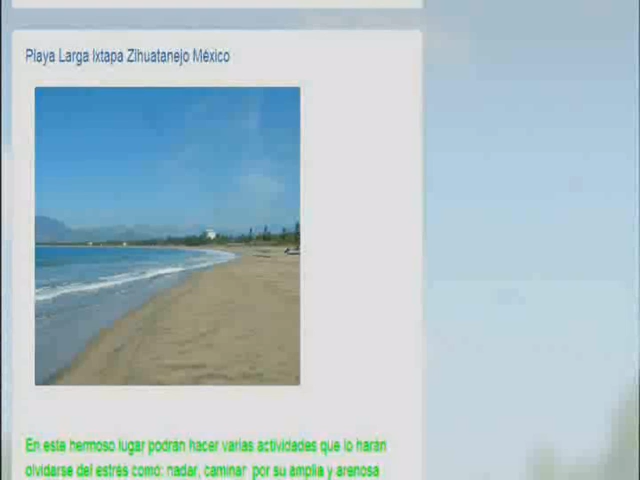 Playa Larga Ixtapa Zihuatanejo México
En este hermoso lugar podrán hacer varias actividades que lo harán
olvidarse del estrés como: nadar, caminar por su amplia y arenosa